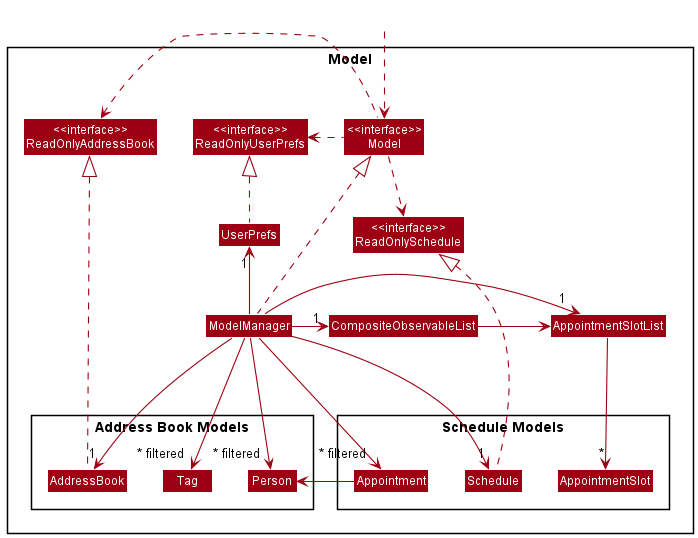 Model
<<interface>>
ReadOnlyAddressBook
<<interface>>
ReadOnlyUserPrefs
<<interface>>
Model
UserPrefs
<<interface>>
ReadOnlySchedule
1
1
1
ModelManager
CompositeObservableList
AppointmentSlotList
Address Book Models
Schedule Models
1
* filtered
* filtered
* filtered
1
*
AddressBook
Tag
Person
Appointment
Schedule
AppointmentSlot